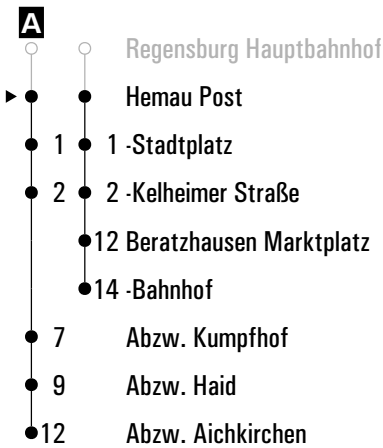 A
Regensburg Hauptbahnhof
Hemau Post
1 1 -Stadtplatz
2 2 -Kelheimer Straße
12 Beratzhausen Marktplatz
14 -Bahnhof
7 Abzw. Kumpfhof
9 Abzw. Haid
12 Abzw. Aichkirchen